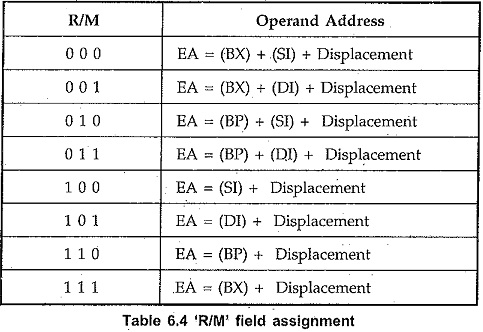 R/M Operand Address
0 0 0 EA = (BX) + (SI) + Displacement
0 0 1 EA = (BX) + (DI) + Displacement
0 1 0 EA = (BP) + (SI) + Displacement
0 1 1 EA = (BP) + (DI) + Displacement
1 0 0 EA = (SI) + Displacement
1 0 1 EA = (DI) + Displacement
1 1 0 EA = (BP) + Displacement
1 1 1 EA = (BX) + Displacement
Table 6.4 ‘R/M’ field assignment